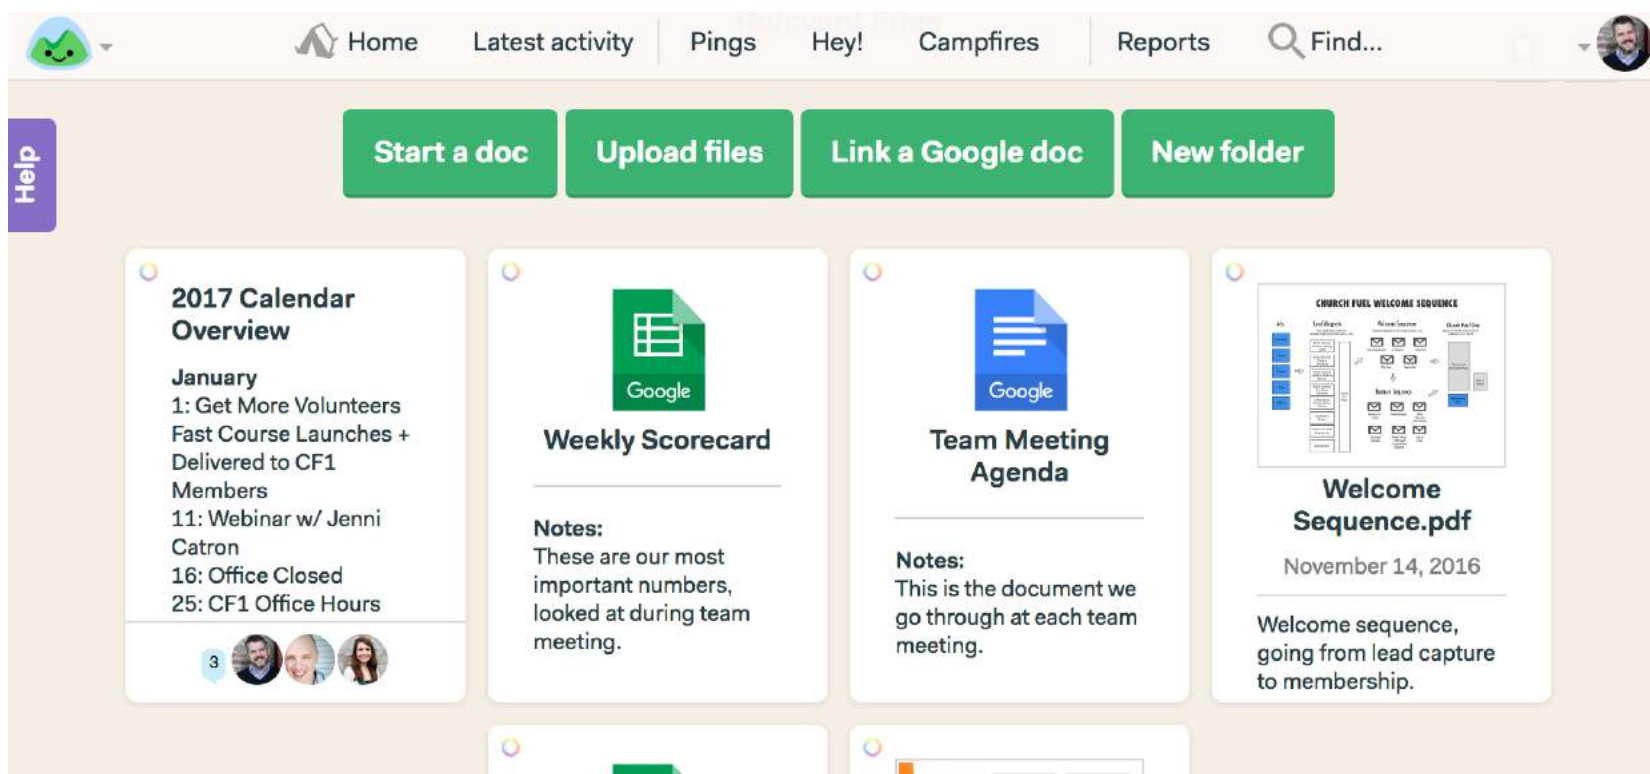 Relevant Files
Home Latest activity Pings Hey! Campfires Reports Find...
Help
Start a doc Upload files Link a Google doc New folder
2017 Calendar
Overview
January
1: Get More Volunteers
Fast Course Launches +
Delivered to CF1
Members
11: Webinar w/ Jenni
Catron
16: Office Closed
25: CF1 Office Hours
3
Google
Weekly Scorecard
Notes:
These are our most
important numbers,
looked at during team
meeting.
Google
Team Meeting
Agenda
Notes:
This is the document we
go through at each team
meeting.
CHURCH FUEL WELCOME SEQUENCE
Welcome
Sequence.pdf
November 14, 2016
Welcome sequence,
going from lead capture
to membership.